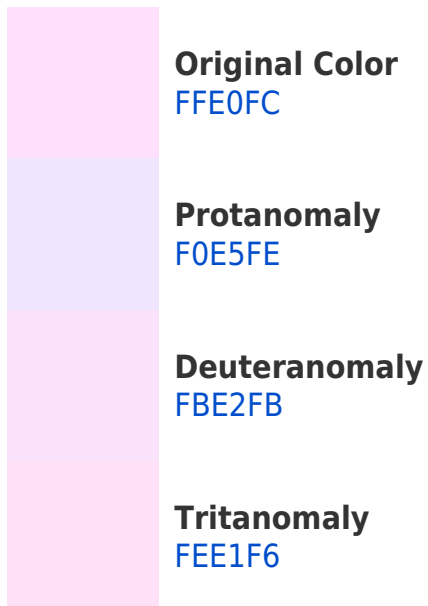 Original Color
FFE0FC
Protanomaly
F0E5FE
Deuteranomaly
FBE2FB
Tritanomaly
FEE1F6